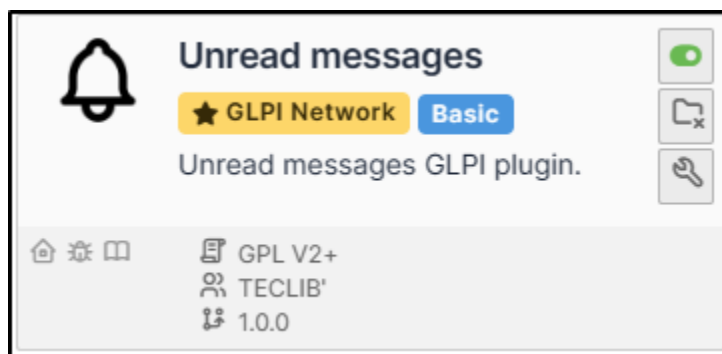 Unread messages
GLPI Network Basic
Unread messages GLPI plugin.
GPL V2+
TECLIB'
1.0.0